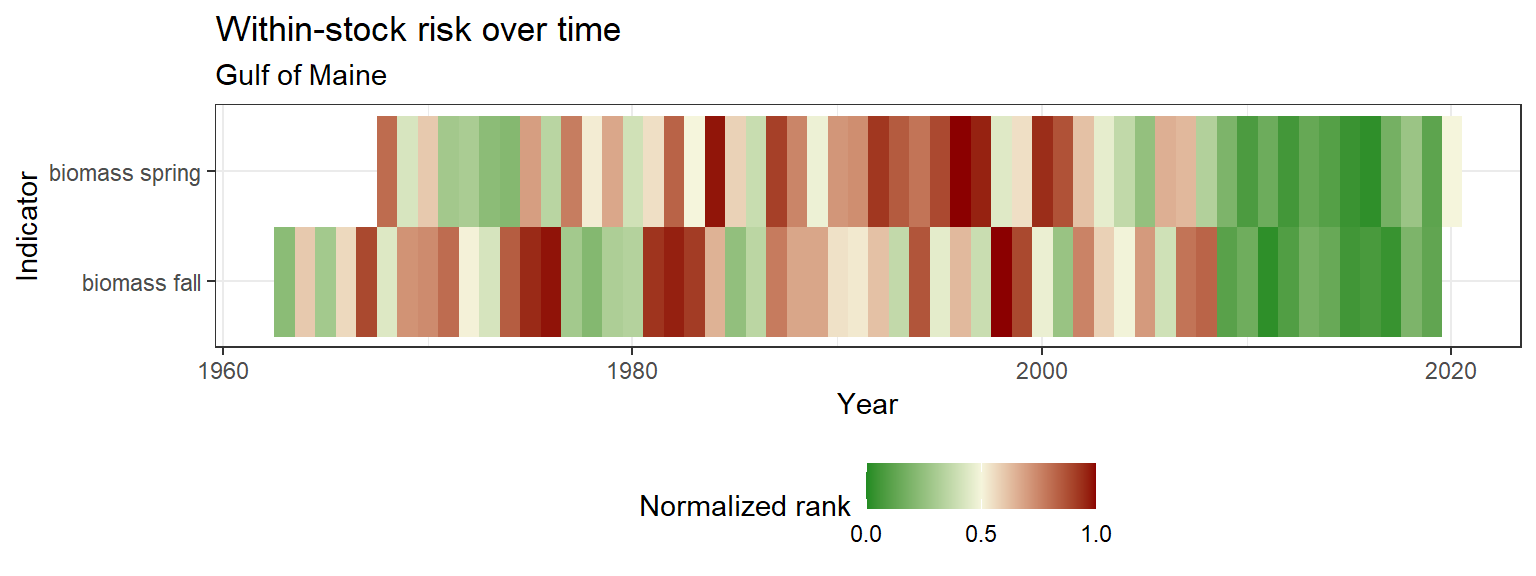 Within-stock risk over time
Gulf of Maine
Indicator
biomass spring
biomass fall
1960 1980 2000 2020
Year
Normalized rank
0.0 0.5 1.0